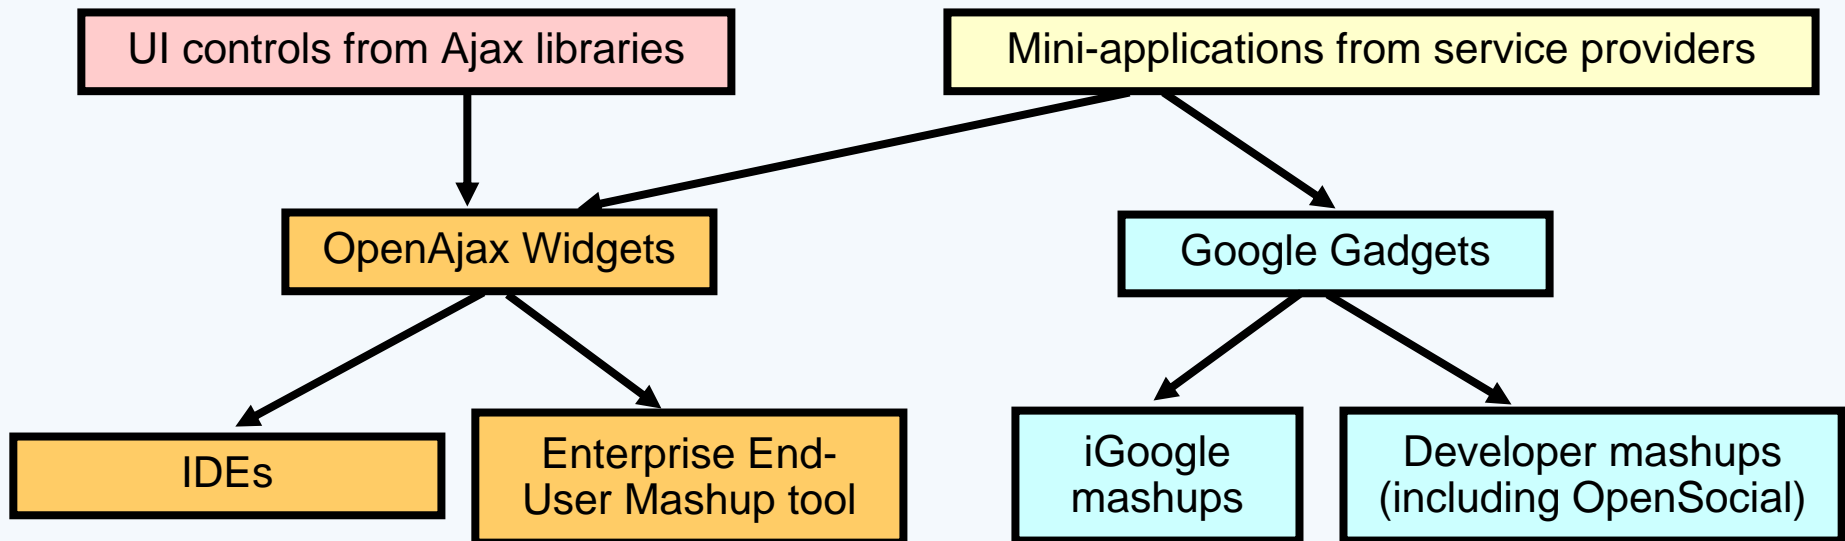 UI controls from Ajax libraries
Mini-applications from service providers
OpenAjax Widgets
Google Gadgets
IDEs
Enterprise End-
User Mashup tool
iGoogle
mashups
Developer mashups
(including OpenSocial)